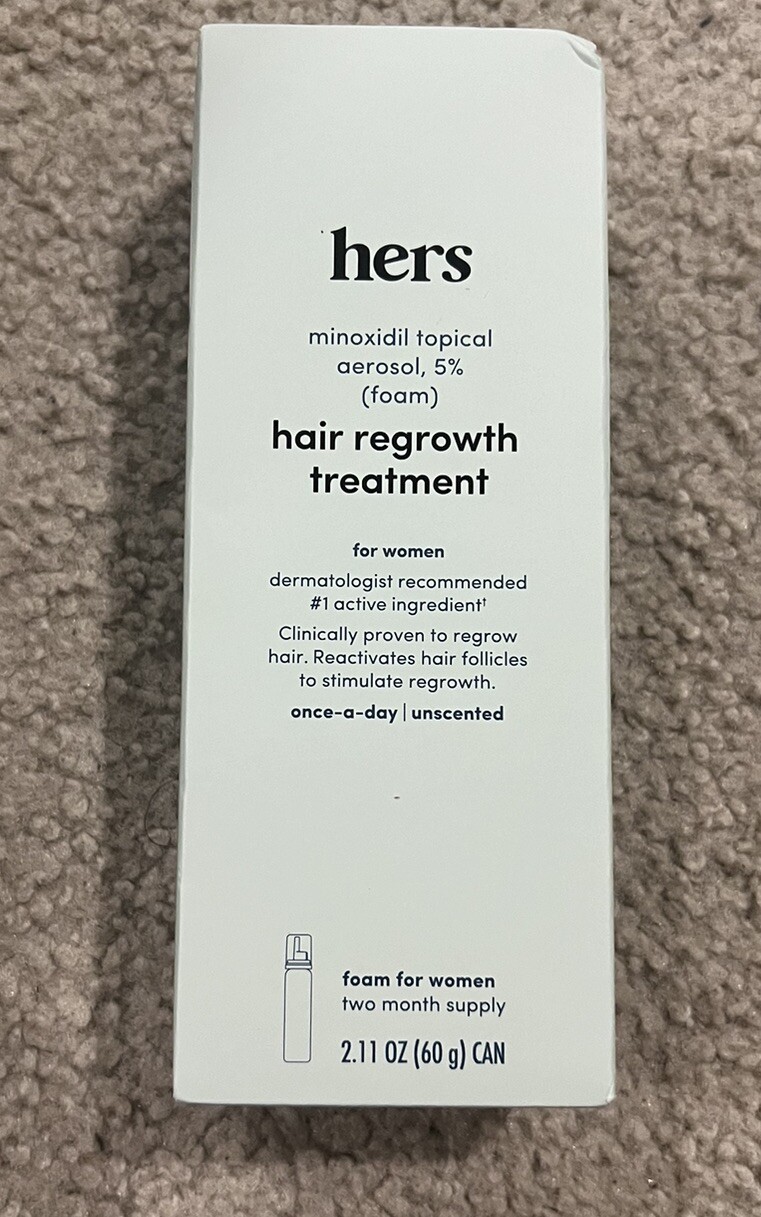 hers
minoxidil topical
aerosol, 5%
(foam)
hair regrowth
treatment
for women
dermatologist recommended
#1 active ingredient†
Clinically proven to regrow
hair. Reactivates hair follicles
to stimulate regrowth.
once-a-day | unscented
foam for women
two month supply
2.11 OZ (60 g) CAN